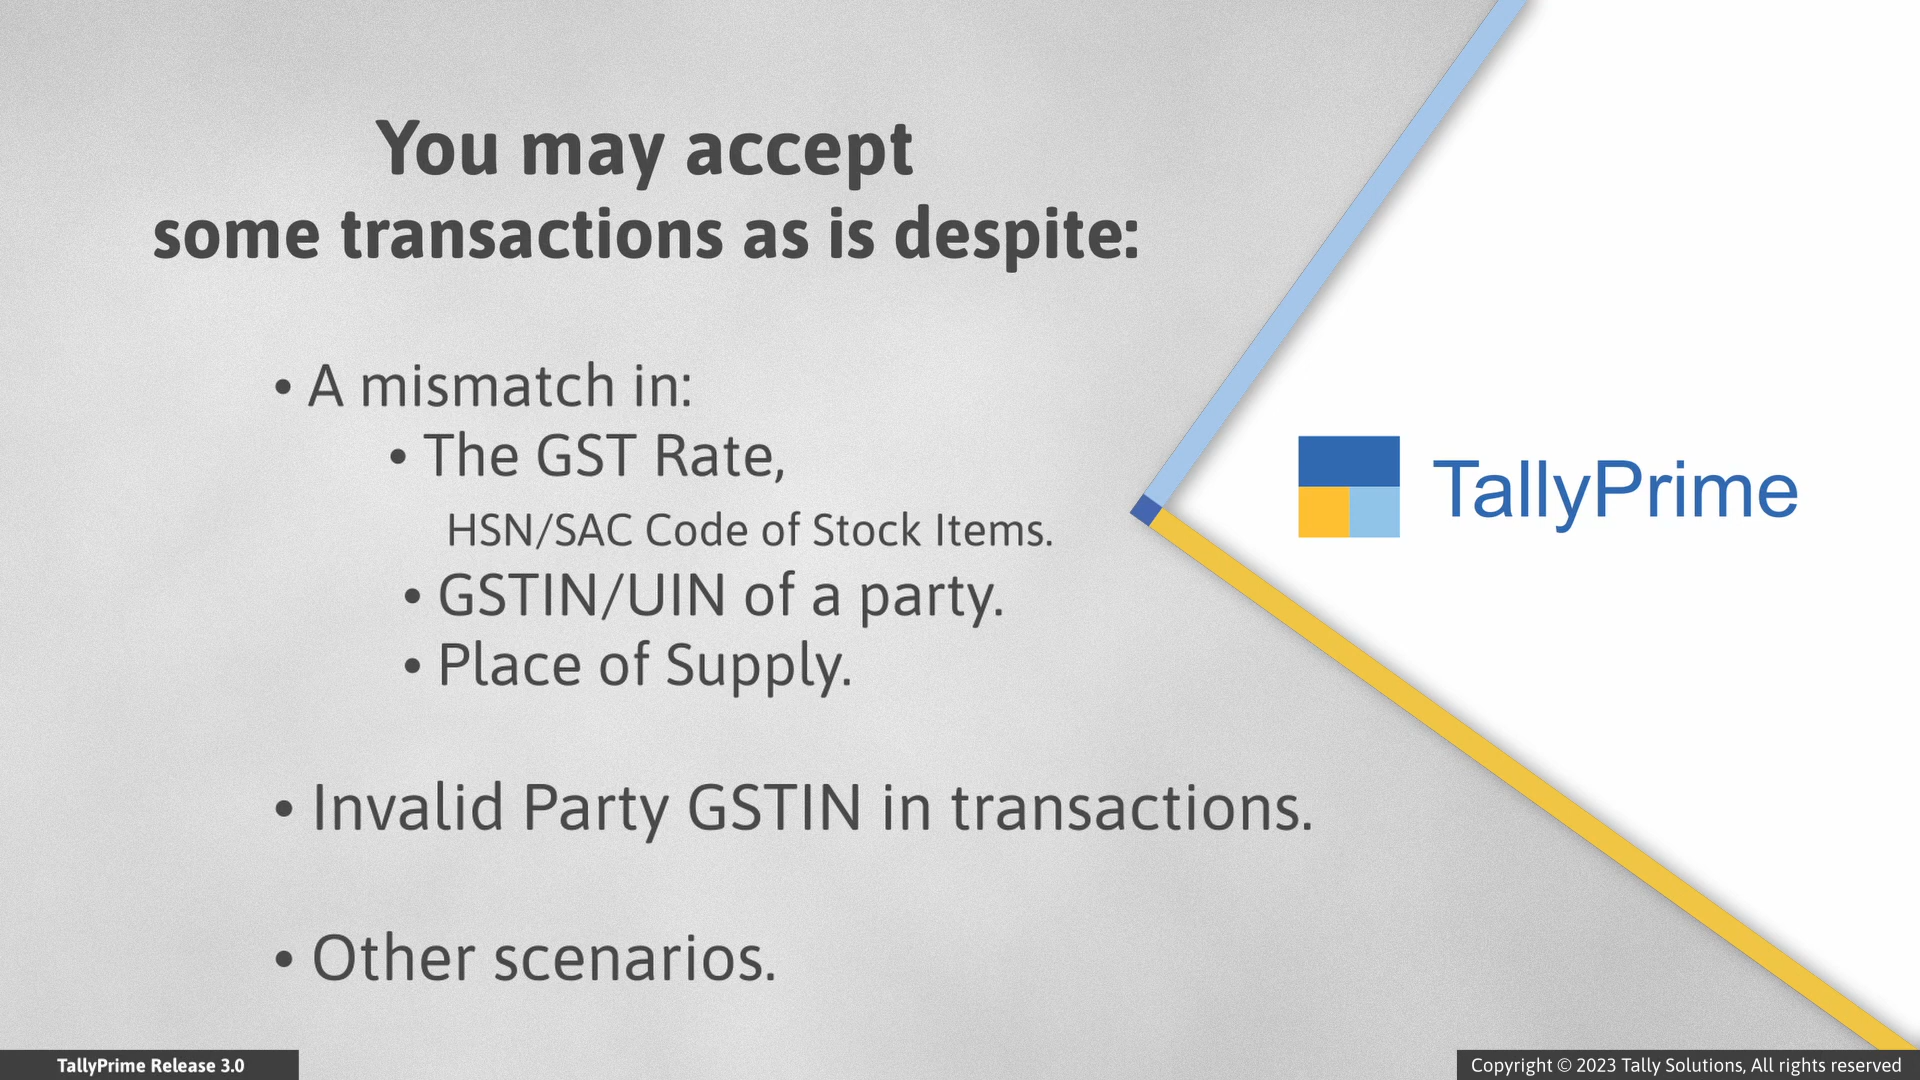 You may accept
some transactions as is despite:
• A mismatch in:
• The GST Rate,
HSN/SAC Code of Stock Items.
• GSTIN/UIN of a party.
• Place of Supply.
• Invalid Party GSTIN in transactions.
• Other scenarios.
TallyPrime
TallyPrime Release 3.0
Copyright © 2023 Tally Solutions, All rights reserved